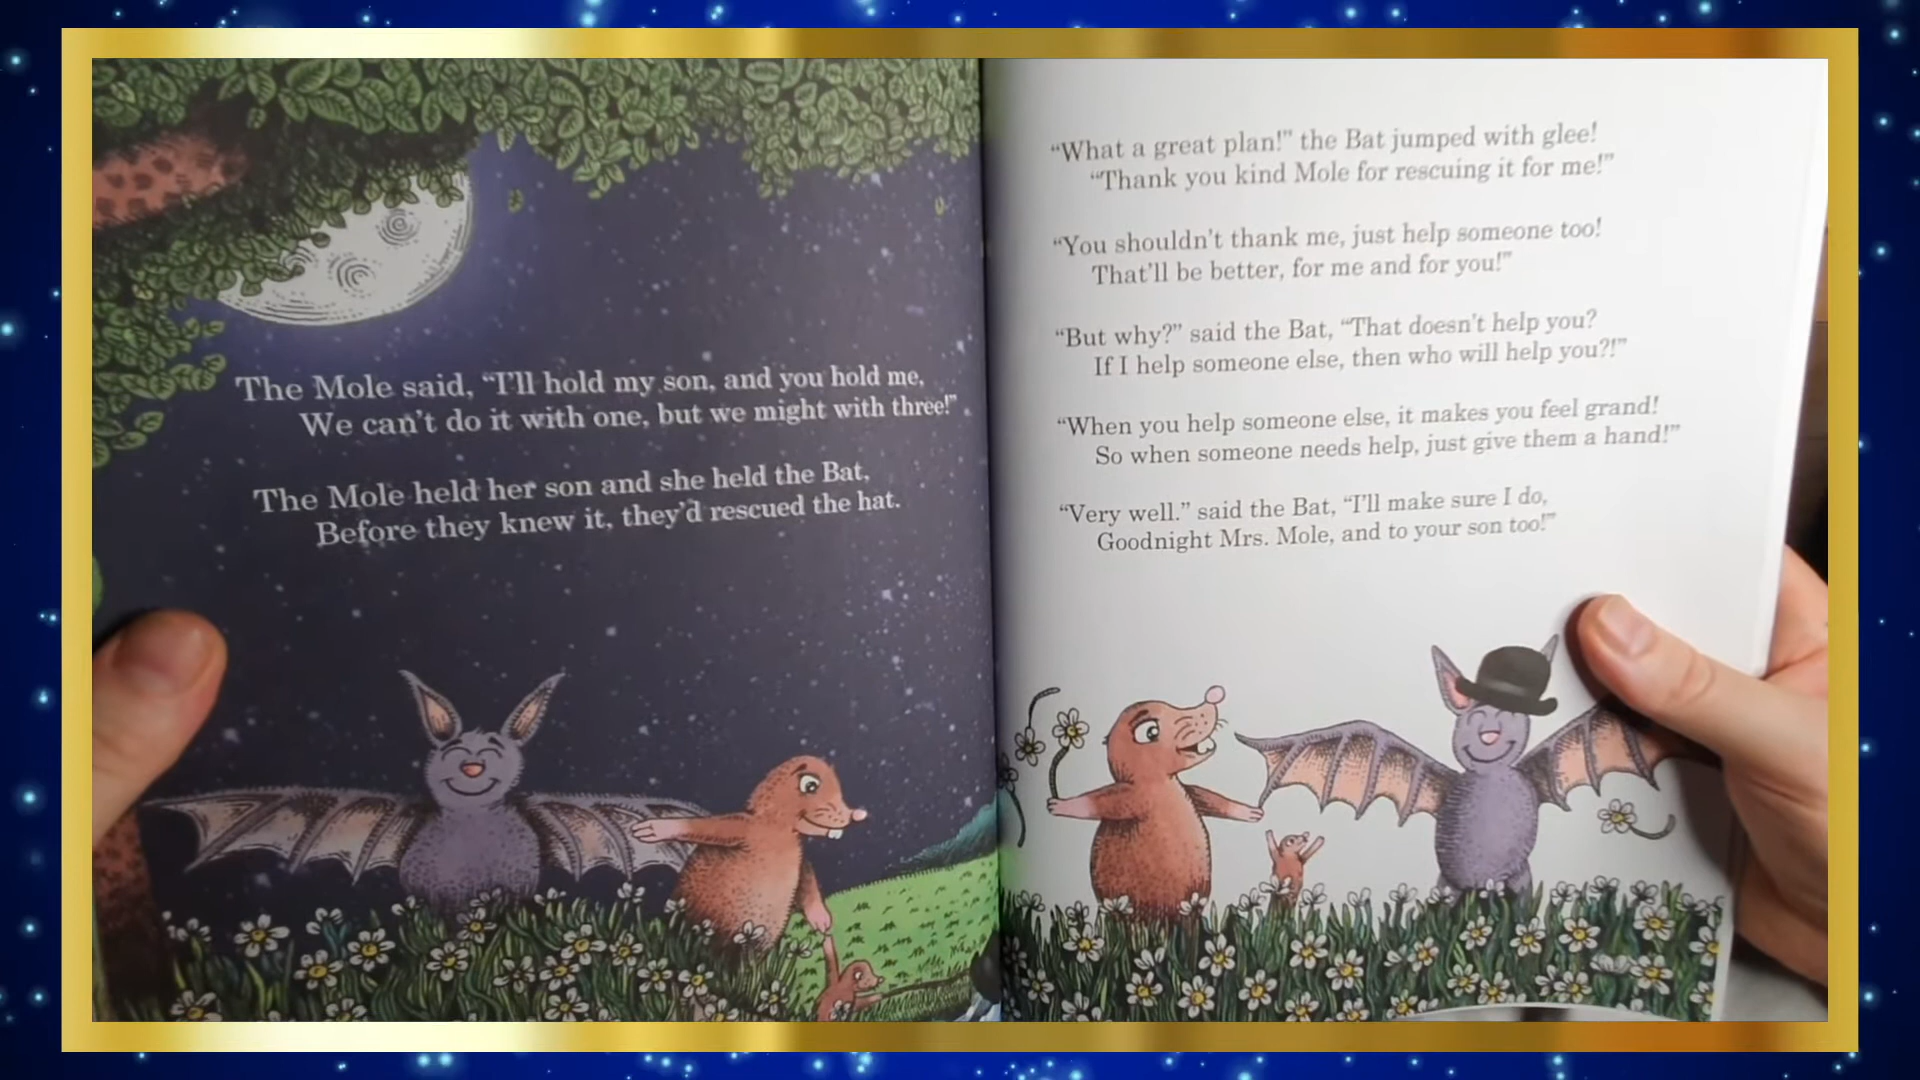 The Mole said, “I'll hold my son, and you hold me,
We can't do it with one, but we might with three!”
The Mole held her son and she held the Bat,
Before they knew it, they'd rescued the hat.
“What a great plan!” the Bat jumped with glee!
“Thank you kind Mole for rescuing it for me!”
“You shouldn't thank me, just help someone too!
That'll be better, for me and for you!”
“But why?” said the Bat, “That doesn't help you?
If I help someone else, then who will help you?!”
“When you help someone else, it makes you feel grand!
So when someone needs help, just give them a hand!”
“Very well.” said the Bat, “I'll make sure I do,
Goodnight Mrs. Mole, and to your son too!”